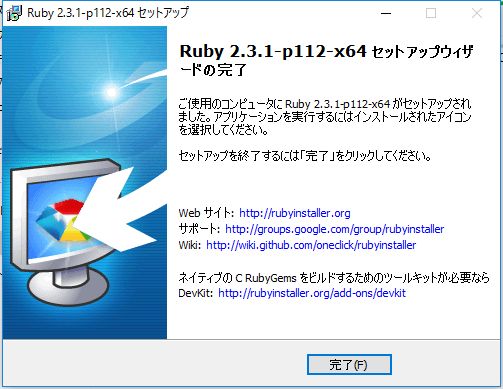 Ruby 2.3.1-p112-x64 セットアップ
Ruby 2.3.1-p112-x64 セットアップウィザ
ードの完了
ご使用のコンピュータに Ruby 2.3.1-p112-x64 がセットアップされ
ました。アプリケーションを実行するにはインストールされたアイコン
を選択してください。
セットアップを終了するには「完了」をクリックしてください。
Web サイト: http://rubyinstaller.org
サポート: http://groups.google.com/group/rubyinstaller
Wiki: http://wiki.github.com/oneclick/rubyinstaller
ネイティブの C RubyGems をビルドするためのツールキットが必要なら
DevKit: http://rubyinstaller.org/add-ons/devkit
完了(F)